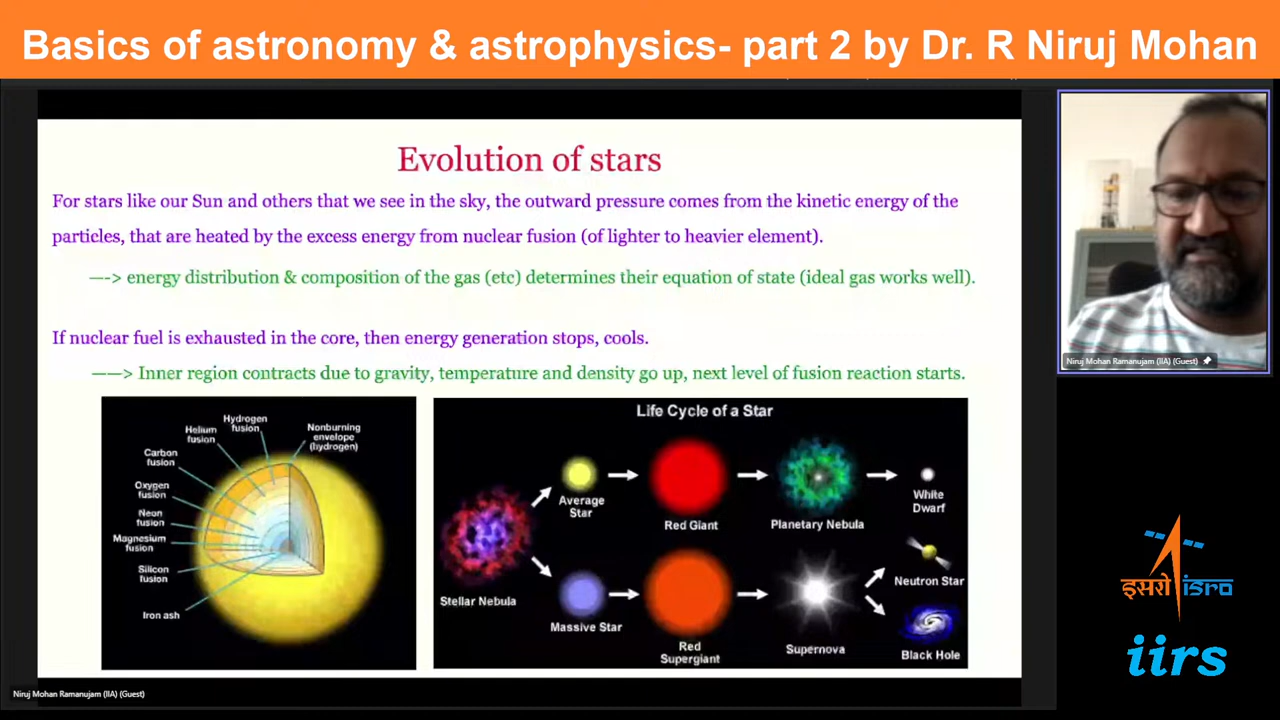 Basics of astronomy & astrophysics- part 2 by Dr. R Niruj Mohan
Evolution of stars
For stars like our Sun and others that we see in the sky, the outward pressure comes from the kinetic energy of the
particles, that are heated by the excess energy from nuclear fusion (of lighter to heavier element).
—-> energy distribution & composition of the gas (etc) determines their equation of state (ideal gas works well).
If nuclear fuel is exhausted in the core, then energy generation stops, cools.
——> Inner region contracts due to gravity, temperature and density go up, next level of fusion reaction starts.
Hydrogen
fusion
Helium
fusion
Nonburning
envelope
(hydrogen)
Carbon
fusion
Oxygen
fusion
Neon
fusion
Magnesium
fusion
Silicon
fusion
Iron ash
Life Cycle of a Star
Stellar Nebula
Average
Star
Red Giant
Planetary Nebula
White
Dwarf
Massive Star
Red
Supergiant
Supernova
Neutron Star
Black Hole
Niruj Mohan Ramanujam (IIA) (Guest)
इसरो isro
iirs
Niruj Mohan Ramanujam (IIA) (Guest)